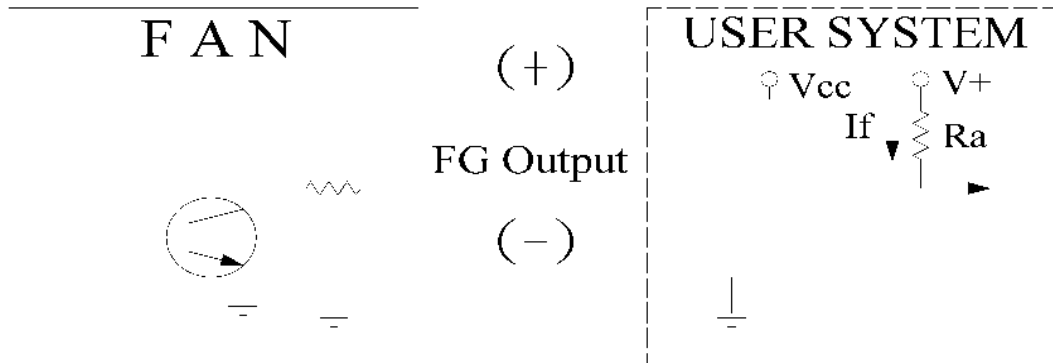 F A N
(+)
FG Output
(-)
USER SYSTEM
Vcc
V+
If
Ra